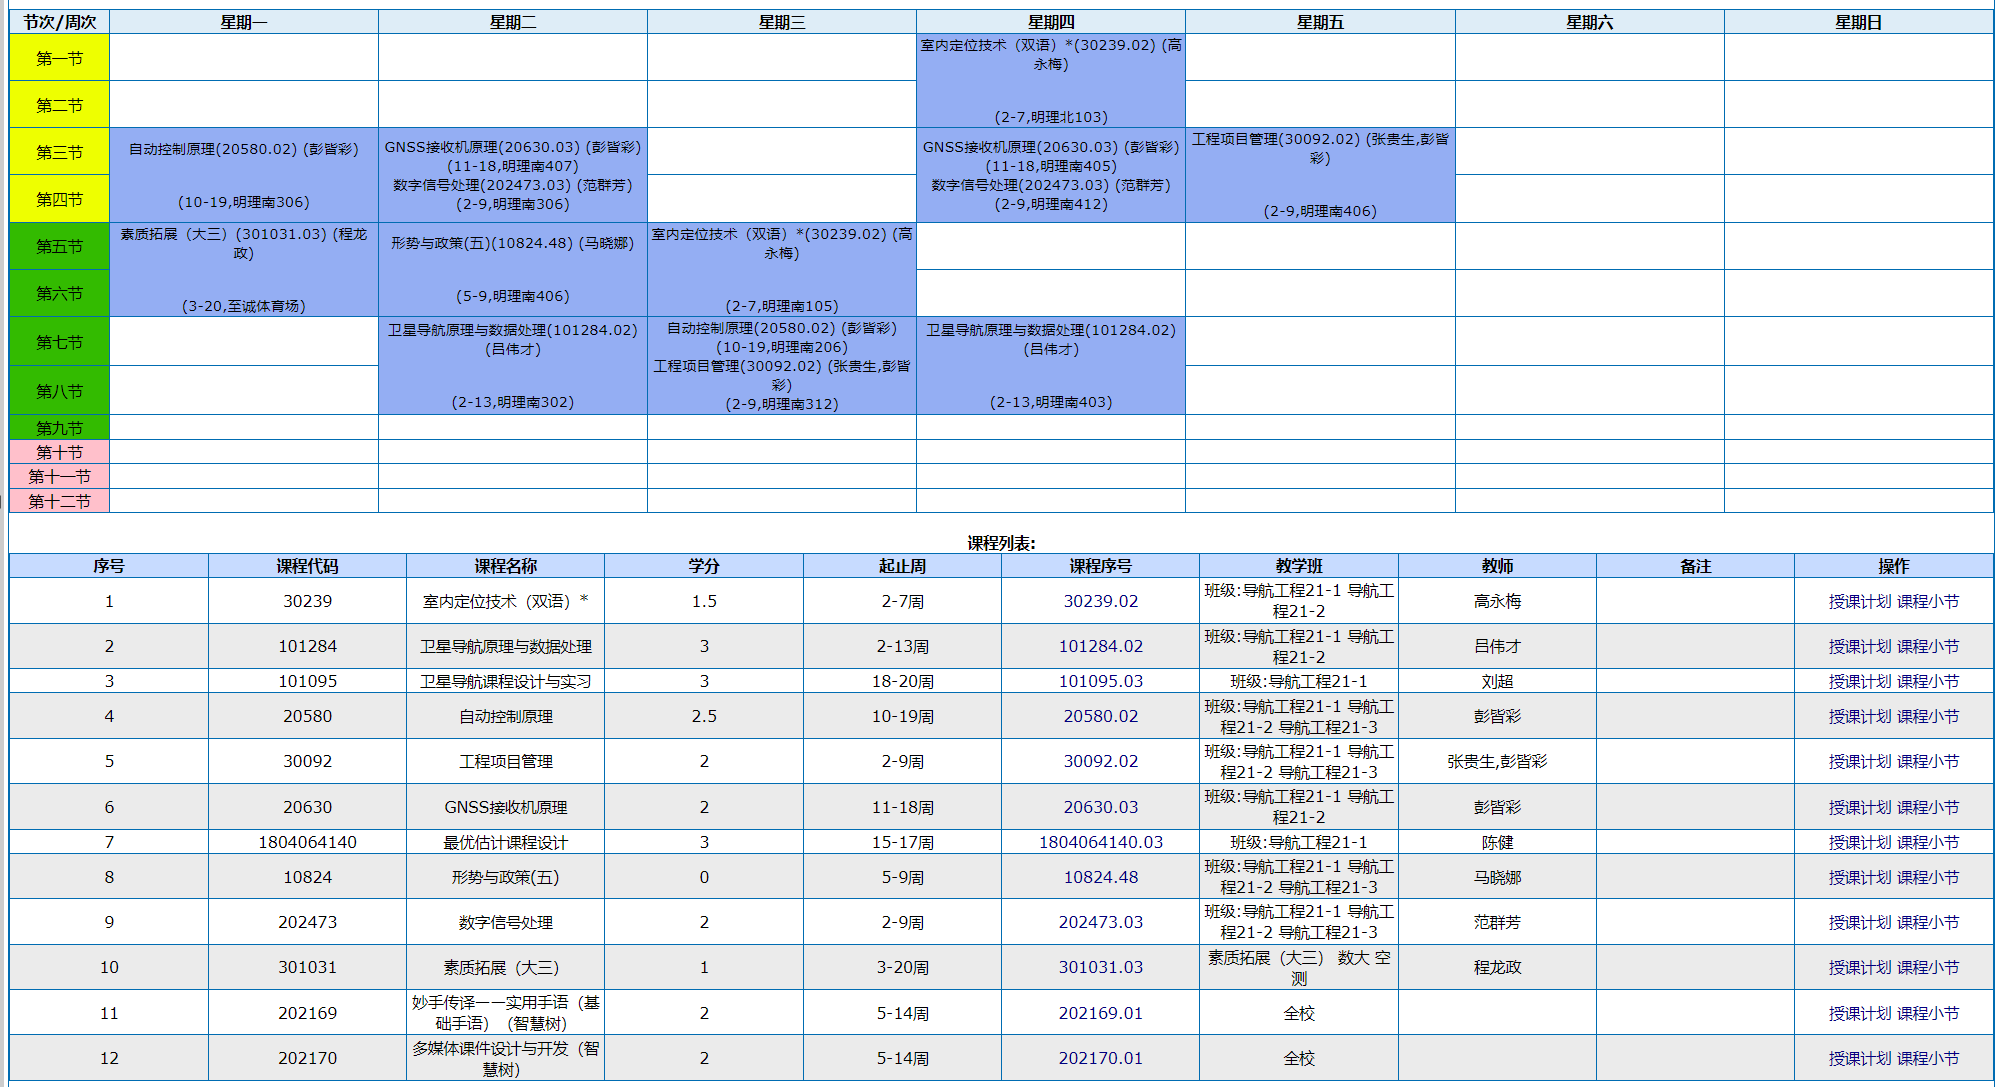 节次/周次 星期一 星期二 星期三 星期四 星期五 星期六 星期日
第一节
室内定位技术（双语）*(30239.02) (高
永梅)
第二节
(2-7,明理北103)
第三节
自动控制原理(20580.02) (彭皆彩)
(10-19,明理南306)
GNSS接收机原理(20630.03) (彭皆彩)
(11-18,明理南407)
数字信号处理(202473.03) (范群芳)
(2-9,明理南306)
GNSS接收机原理(20630.03) (彭皆彩)
(11-18,明理南405)
数字信号处理(202473.03) (范群芳)
(2-9,明理南412)
工程项目管理(30092.02) (张贵生,彭皆
彩)
(2-9,明理南406)
第四节
第五节
素质拓展（大三）(301031.03) (程龙
政)
(3-20,至诚体育场)
形势与政策(五)(10824.48) (马晓娜)
(5-9,明理南406)
室内定位技术（双语）*(30239.02) (高
永梅)
(2-7,明理南105)
第六节
第七节
卫星导航原理与数据处理(101284.02)
(吕伟才)
(2-13,明理南302)
自动控制原理(20580.02) (彭皆彩)
(10-19,明理南206)
工程项目管理(30092.02) (张贵生,彭皆
彩)
(2-9,明理南312)
卫星导航原理与数据处理(101284.02)
(吕伟才)
(2-13,明理南403)
第八节
第九节
第十节
第十一节
第十二节
课程列表:
序号 课程代码 课程名称 学分 起止周 课程序号 教学班 教师 备注 操作
1 30239 室内定位技术（双语）* 1.5 2-7周 30239.02 班级:导航工程21-1 导航工
程21-2 高永梅 授课计划 课程小节
2 101284 卫星导航原理与数据处理 3 2-13周 101284.02 班级:导航工程21-1 导航工
程21-2 吕伟才 授课计划 课程小节
3 101095 卫星导航课程设计与实习 3 18-20周 101095.03 班级:导航工程21-1 刘超 授课计划 课程小节
4 20580 自动控制原理 2.5 10-19周 20580.02 班级:导航工程21-1 导航工
程21-2 导航工程21-3 彭皆彩 授课计划 课程小节
5 30092 工程项目管理 2 2-9周 30092.02 班级:导航工程21-1 导航工
程21-2 导航工程21-3 张贵生,彭皆彩 授课计划 课程小节
6 20630 GNSS接收机原理 2 11-18周 20630.03 班级:导航工程21-1 导航工
程21-2 彭皆彩 授课计划 课程小节
7 1804064140 最优估计课程设计 3 15-17周 1804064140.03 班级:导航工程21-1 陈健 授课计划 课程小节
8 10824 形势与政策(五) 0 5-9周 10824.48 班级:导航工程21-1 导航工
程21-2 导航工程21-3 马晓娜 授课计划 课程小节
9 202473 数字信号处理 2 2-9周 202473.03 班级:导航工程21-1 导航工
程21-2 导航工程21-3 范群芳 授课计划 课程小节
10 301031 素质拓展（大三） 1 3-20周 301031.03 素质拓展（大三） 数大 空
测 程龙政 授课计划 课程小节
11 202169 妙手传译一一实用手语（基
础手语）（智慧树） 2 5-14周 202169.01 全校 授课计划 课程小节
12 202170 多媒体课件设计与开发（智
慧树） 2 5-14周 202170.01 全校 授课计划 课程小节